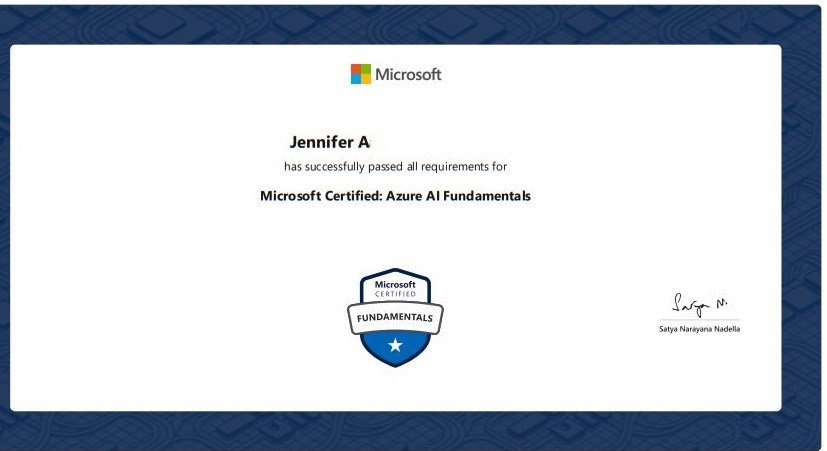 Microsoft
Jennifer A
has successfully passed all requirements for
Microsoft Certified: Azure AI Fundamentals
Microsoft
CERTIFIED
FUNDAMENTALS
Satya N.
Satya Narayana Nadella